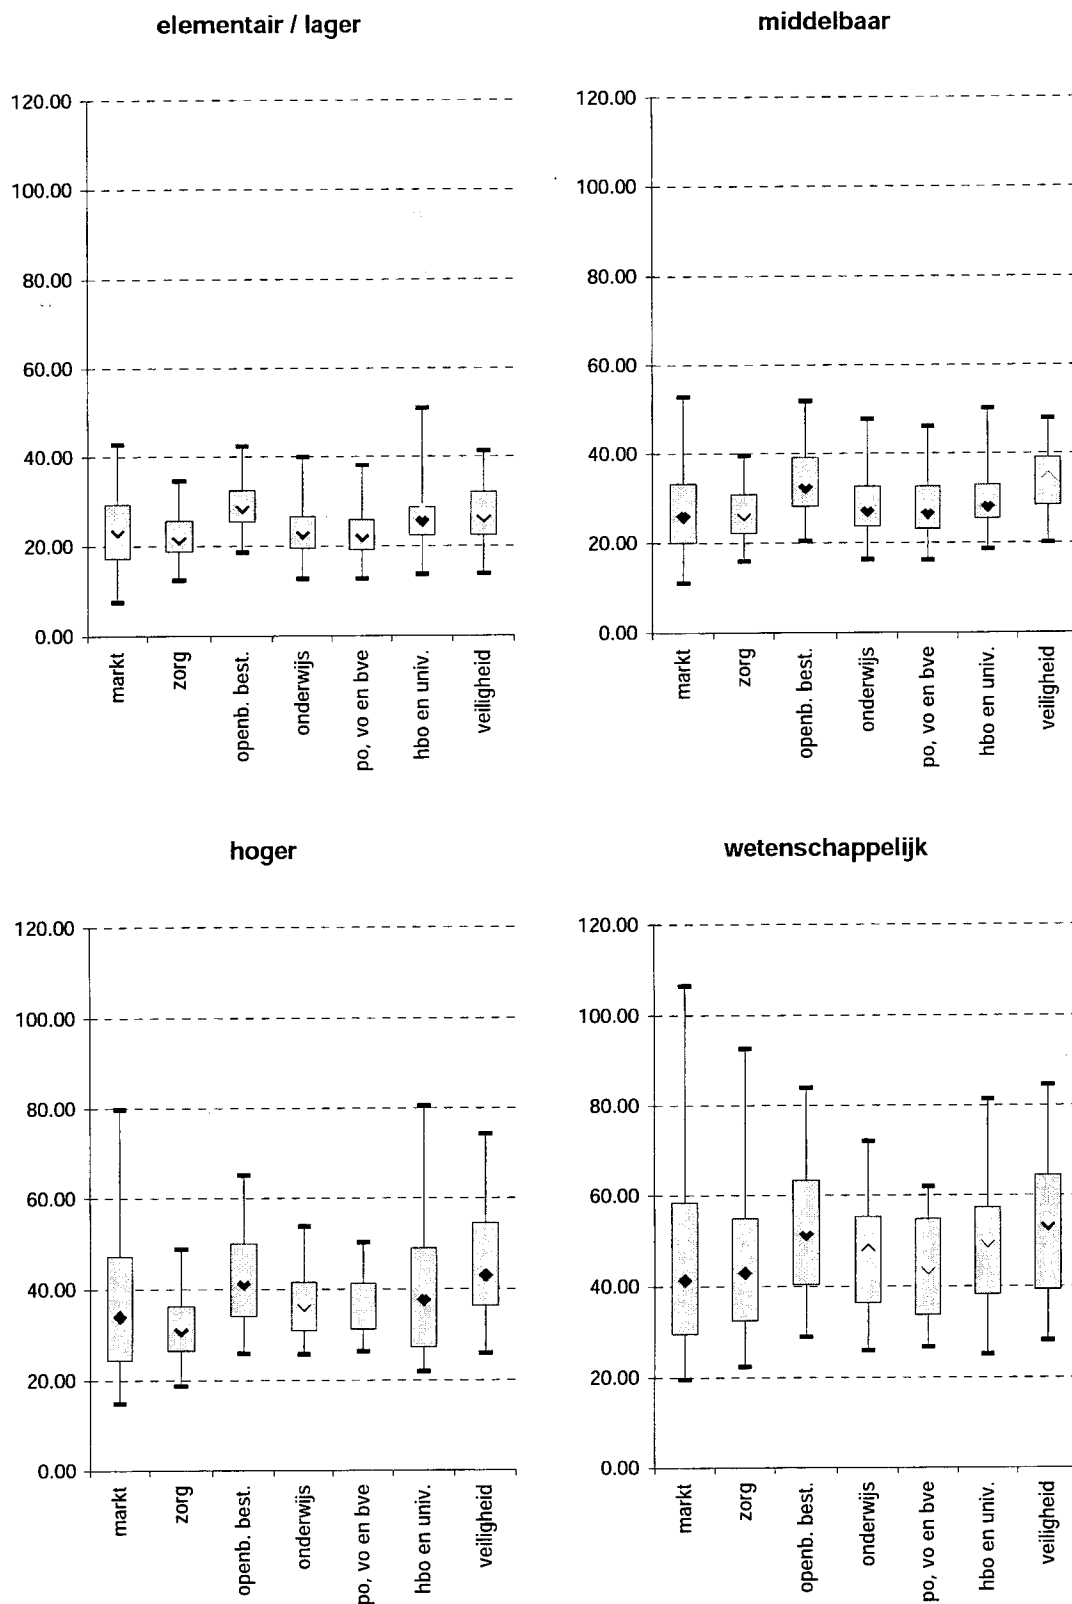 elementair / lager
120.00
100.00
80.00
60.00
40.00
20.00
0.00
markt
zorg
openb. best.
onderwijs
po, vo en bve
hbo en univ.
veiligheid
middelbaar
120.00
100.00
80.00
60.00
40.00
20.00
0.00
markt
zorg
openb. best.
onderwijs
po, vo en bve
hbo en univ.
veiligheid
hoger
120.00
100.00
80.00
60.00
40.00
20.00
0.00
markt
zorg
openb. best.
onderwijs
po, vo en bve
hbo en univ.
veiligheid
wetenschappelijk
120.00
100.00
80.00
60.00
40.00
20.00
0.00
markt
zorg
openb. best.
onderwijs
po, vo en bve
hbo en univ.
veiligheid